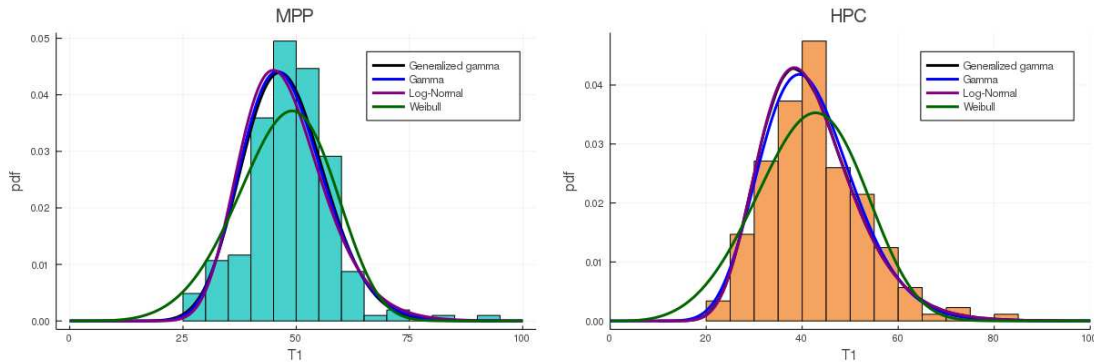 MPP
0.05
0.04
0.03
0.02
0.01
0.00
pdf
0
25
50
75
100
T1
Generalized gamma
Gamma
Log-Normal
Weibull
HPC
0.04
0.03
0.02
0.01
0.00
pdf
0
20
40
60
80
100
T1
Generalized gamma
Gamma
Log-Normal
Weibull